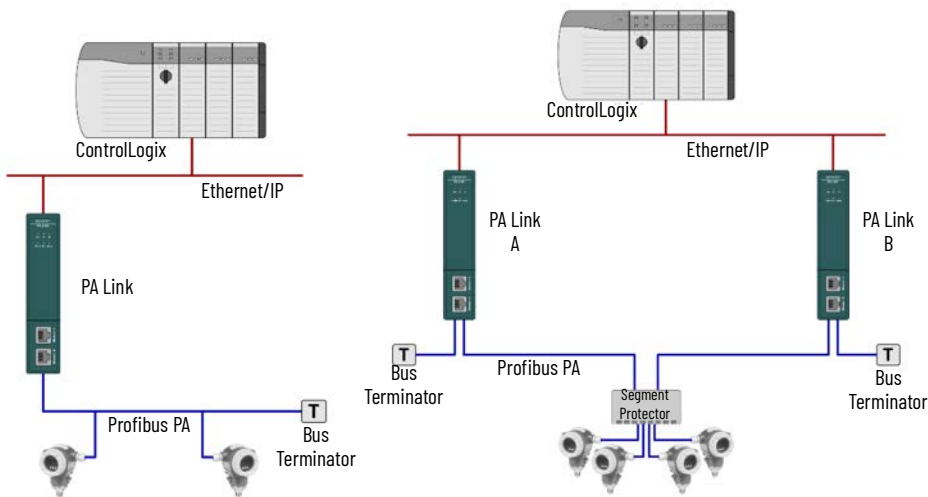 ControlLogix
Ethernet/IP
PA Link
Profibus PA
T
Bus
Terminator
ControlLogix
Ethernet/IP
PA Link
A
PA Link
B
T
Bus
Terminator
Profibus PA
Segment
Protector
T
Bus
Terminator